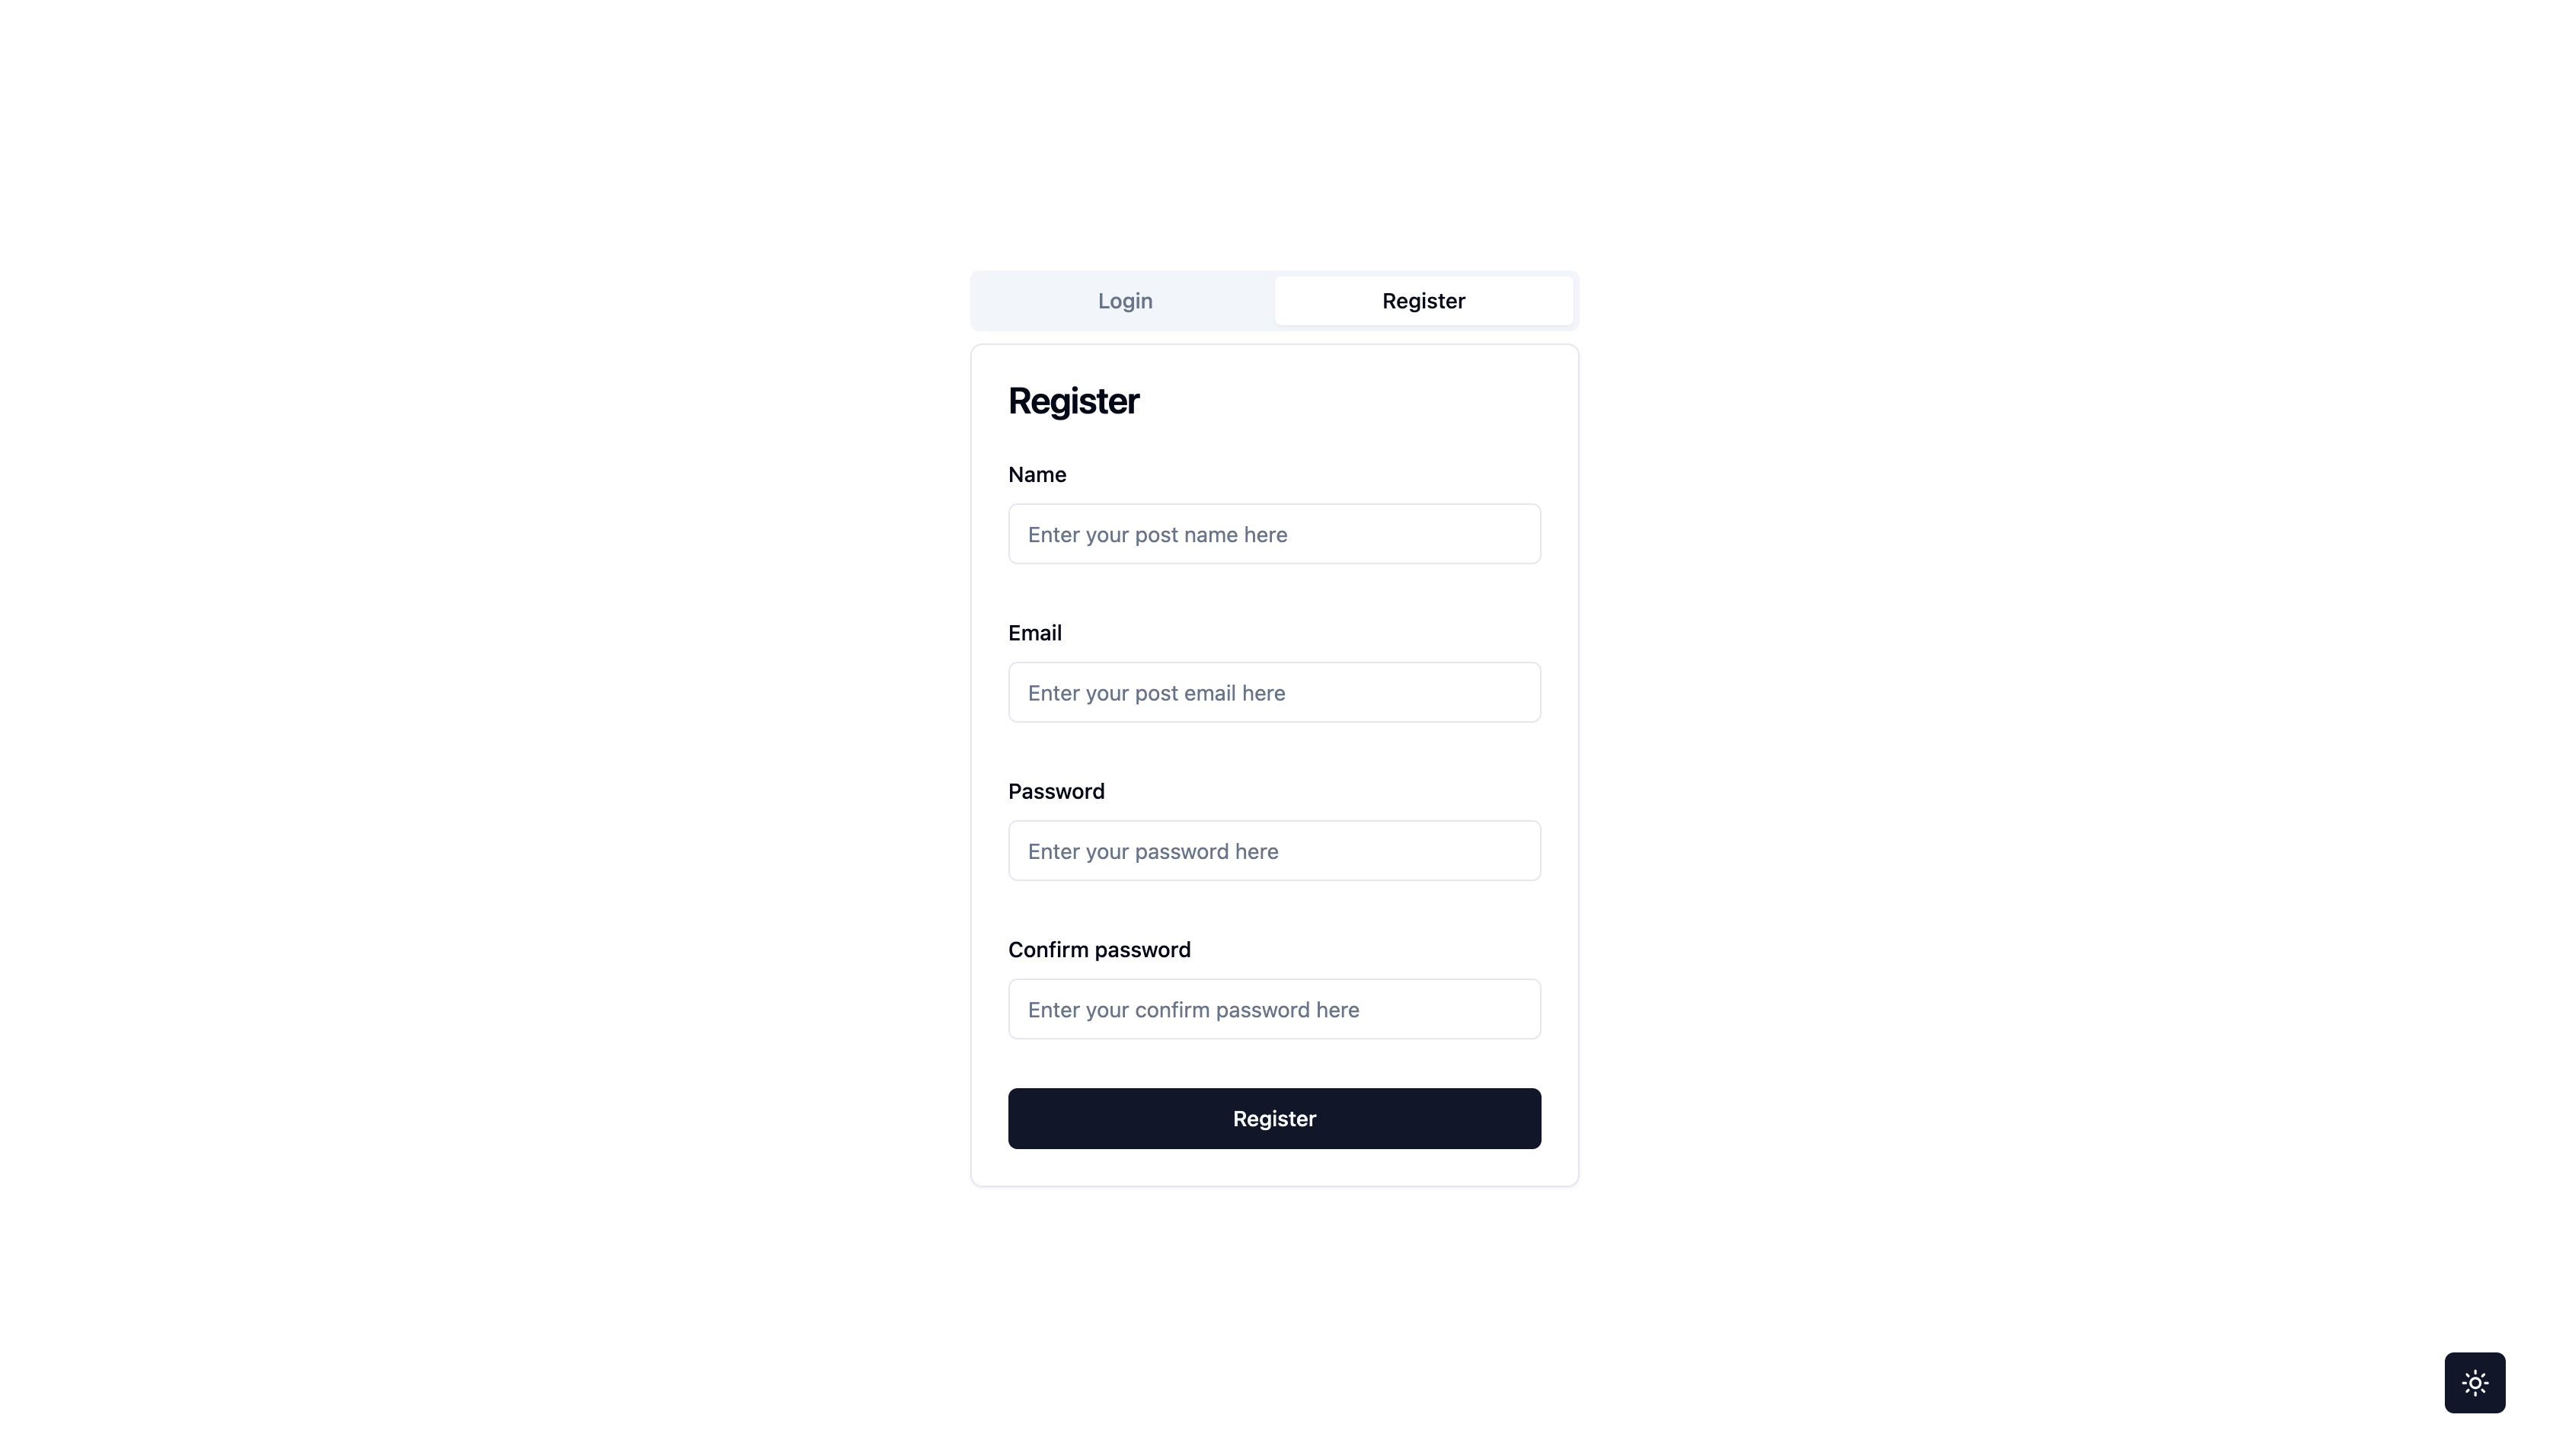 Login
Register
Register
Name
Enter your post name here
Email
Enter your post email here
Password
Enter your password here
Confirm password
Enter your confirm password here
Register